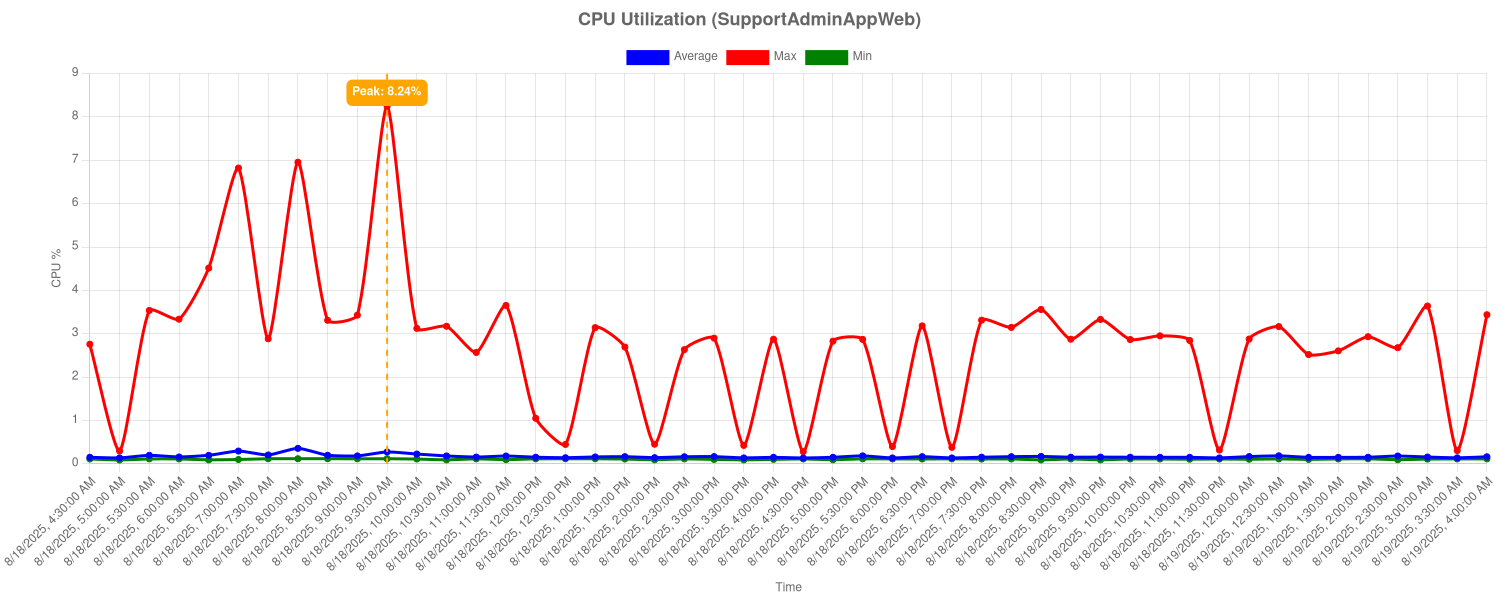 CPU Utilization (SupportAdminAppWeb)
Average Max Min
Peak: 8.24%
9
8
7
6
5
4
3
2
1
0
CPU %
8/18/2025, 4:30:00 AM
8/18/2025, 5:00:00 AM
8/18/2025, 5:30:00 AM
8/18/2025, 6:00:00 AM
8/18/2025, 6:30:00 AM
8/18/2025, 7:00:00 AM
8/18/2025, 7:30:00 AM
8/18/2025, 8:00:00 AM
8/18/2025, 8:30:00 AM
8/18/2025, 9:00:00 AM
8/18/2025, 9:30:00 AM
8/18/2025, 10:00:00 AM
8/18/2025, 10:30:00 AM
8/18/2025, 11:00:00 AM
8/18/2025, 11:30:00 AM
8/18/2025, 12:00:00 PM
8/18/2025, 12:30:00 PM
8/18/2025, 1:00:00 PM
8/18/2025, 1:30:00 PM
8/18/2025, 2:00:00 PM
8/18/2025, 2:30:00 PM
8/18/2025, 3:00:00 PM
8/18/2025, 3:30:00 PM
8/18/2025, 4:00:00 PM
8/18/2025, 4:30:00 PM
8/18/2025, 5:00:00 PM
8/18/2025, 5:30:00 PM
8/18/2025, 6:00:00 PM
8/18/2025, 6:30:00 PM
8/18/2025, 7:00:00 PM
8/18/2025, 7:30:00 PM
8/18/2025, 8:00:00 PM
8/18/2025, 8:30:00 PM
8/18/2025, 9:00:00 PM
8/18/2025, 9:30:00 PM
8/18/2025, 10:00:00 PM
8/18/2025, 10:30:00 PM
8/18/2025, 11:00:00 PM
8/18/2025, 11:30:00 PM
8/19/2025, 12:00:00 AM
8/19/2025, 12:30:00 AM
8/19/2025, 1:00:00 AM
8/19/2025, 1:30:00 AM
8/19/2025, 2:00:00 AM
8/19/2025, 2:30:00 AM
8/19/2025, 3:00:00 AM
8/19/2025, 3:30:00 AM
8/19/2025, 4:00:00 AM
Time